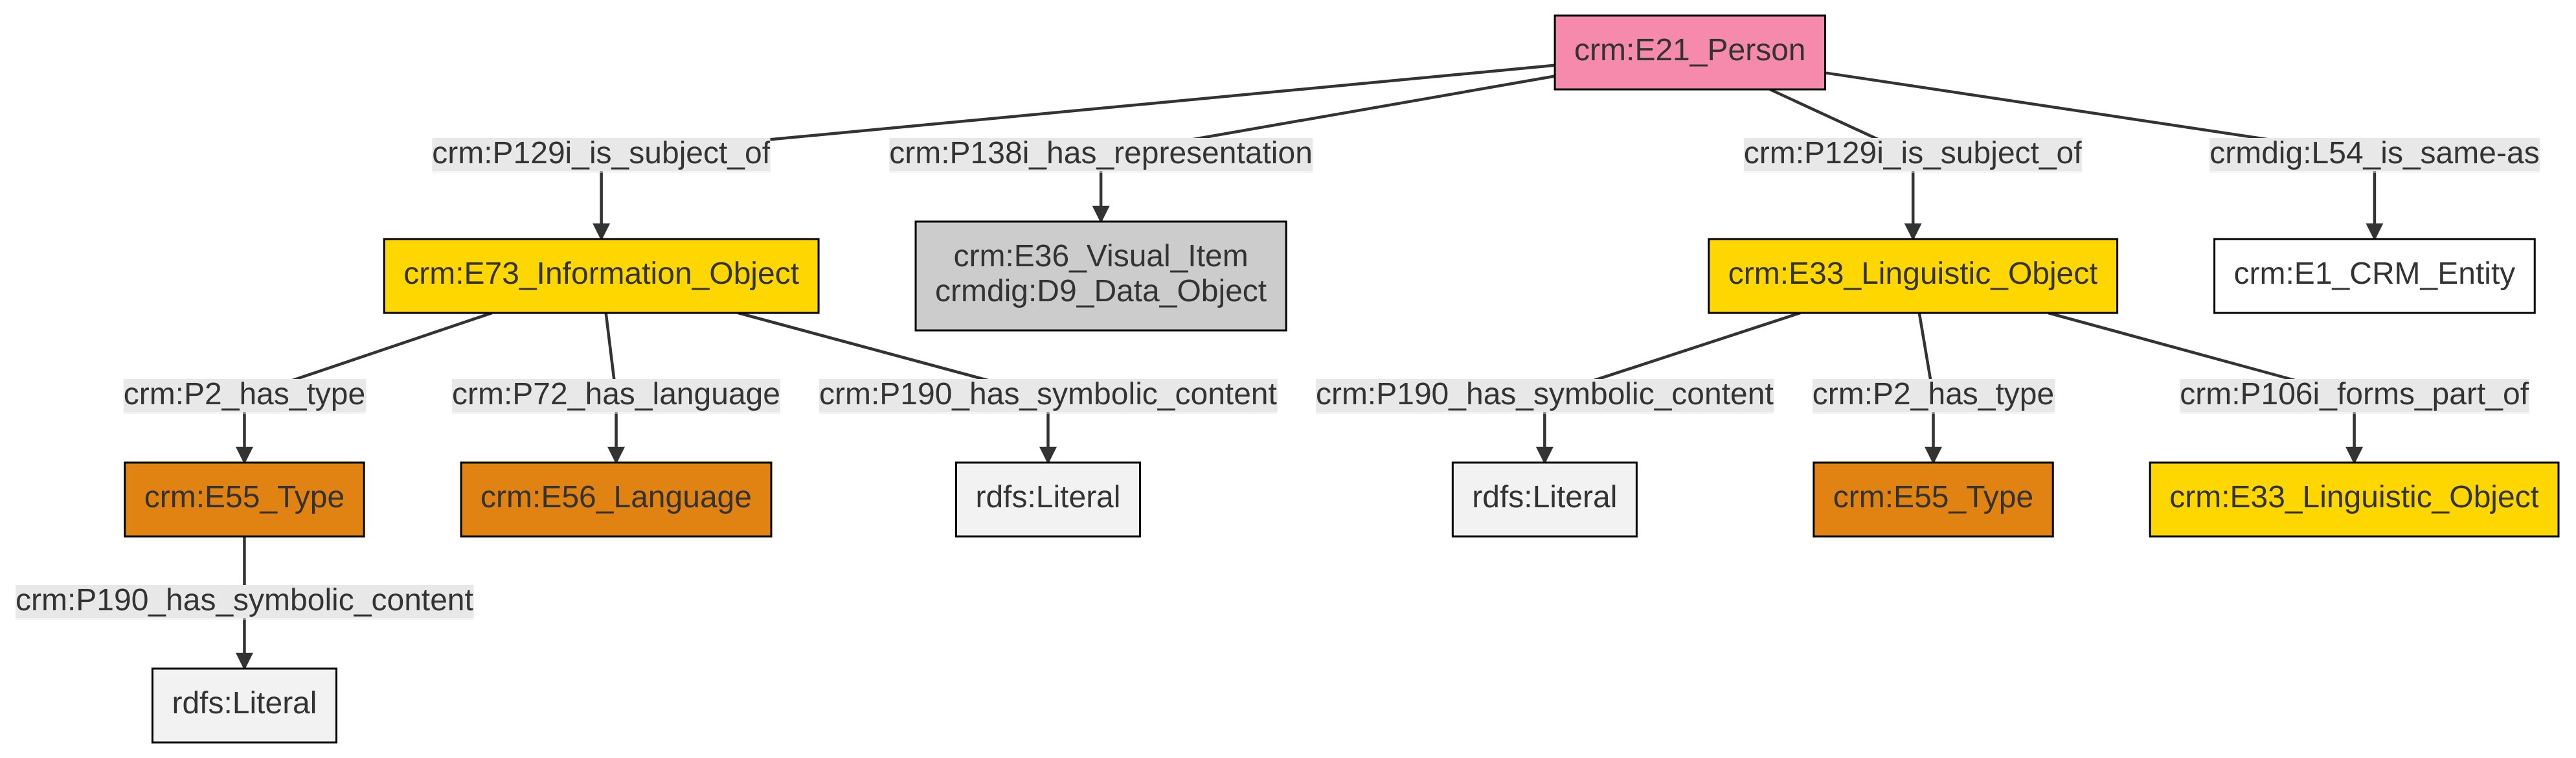 crm:E21_Person
crm:P129i_is_subject_of
crm:P138i_has_representation
crm:P129i_is_subject_of
crmdig:L54_is_same-as
crm:E73_Information_Object
crm:E36_Visual_Item
crmdig:D9_Data_Object
crm:E33_Linguistic_Object
crm:E1_CRM_Entity
crm:P2_has_type
crm:P72_has_language
crm:P190_has_symbolic_content
crm:P190_has_symbolic_content
crm:P2_has_type
crm:P106i_forms_part_of
crm:E55_Type
crm:E56_Language
rdfs:Literal
rdfs:Literal
crm:E55_Type
crm:E33_Linguistic_Object
crm:P190_has_symbolic_content
rdfs:Literal